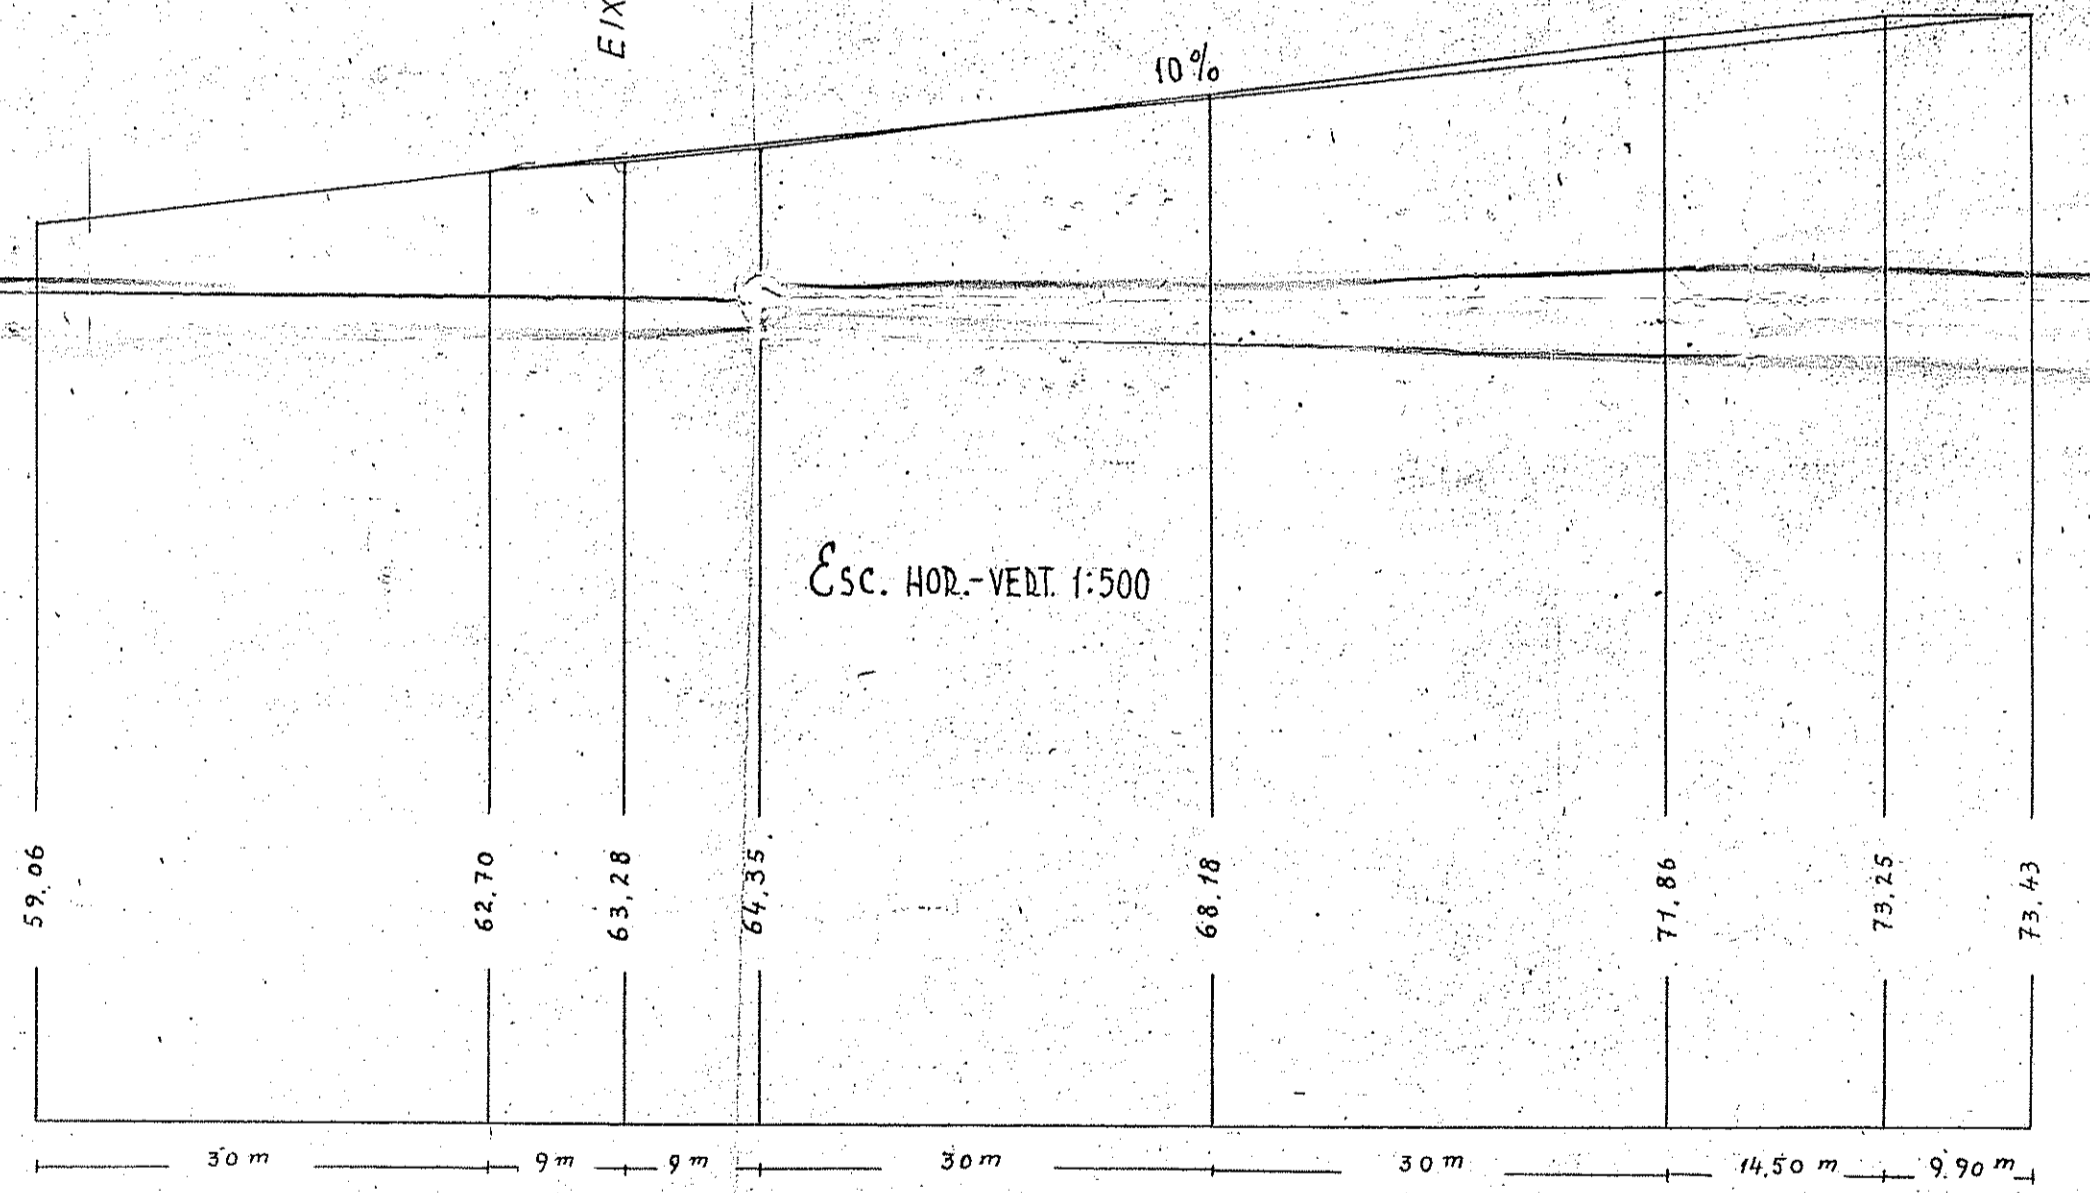 EIX
10%
Esc. HOR.-VERT. 1:500
59,06
62,70
63,28
64,35
68,18
71,86
73,25
73,43
30 m
9 m
9 m
30 m
30 m
14,50 m
9,90 m